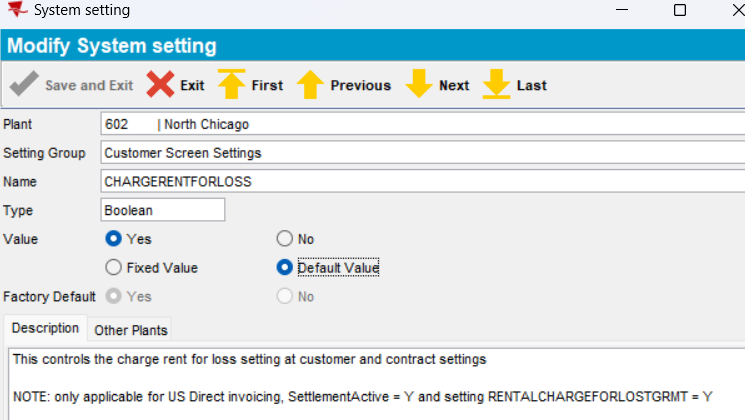 System setting
Modify System setting
Save and Exit Exit First Previous Next Last
Plant 602 | North Chicago
Setting Group Customer Screen Settings
Name CHARGERENTFORLOSS
Type Boolean
Value Yes No
Fixed Value Default Value
Factory Default Yes No
Description Other Plants
This controls the charge rent for loss setting at customer and contract settings
NOTE: only applicable for US Direct invoicing, SettlementActive = Y and setting RENTALCHARGEFORLOSTGRMT = Y